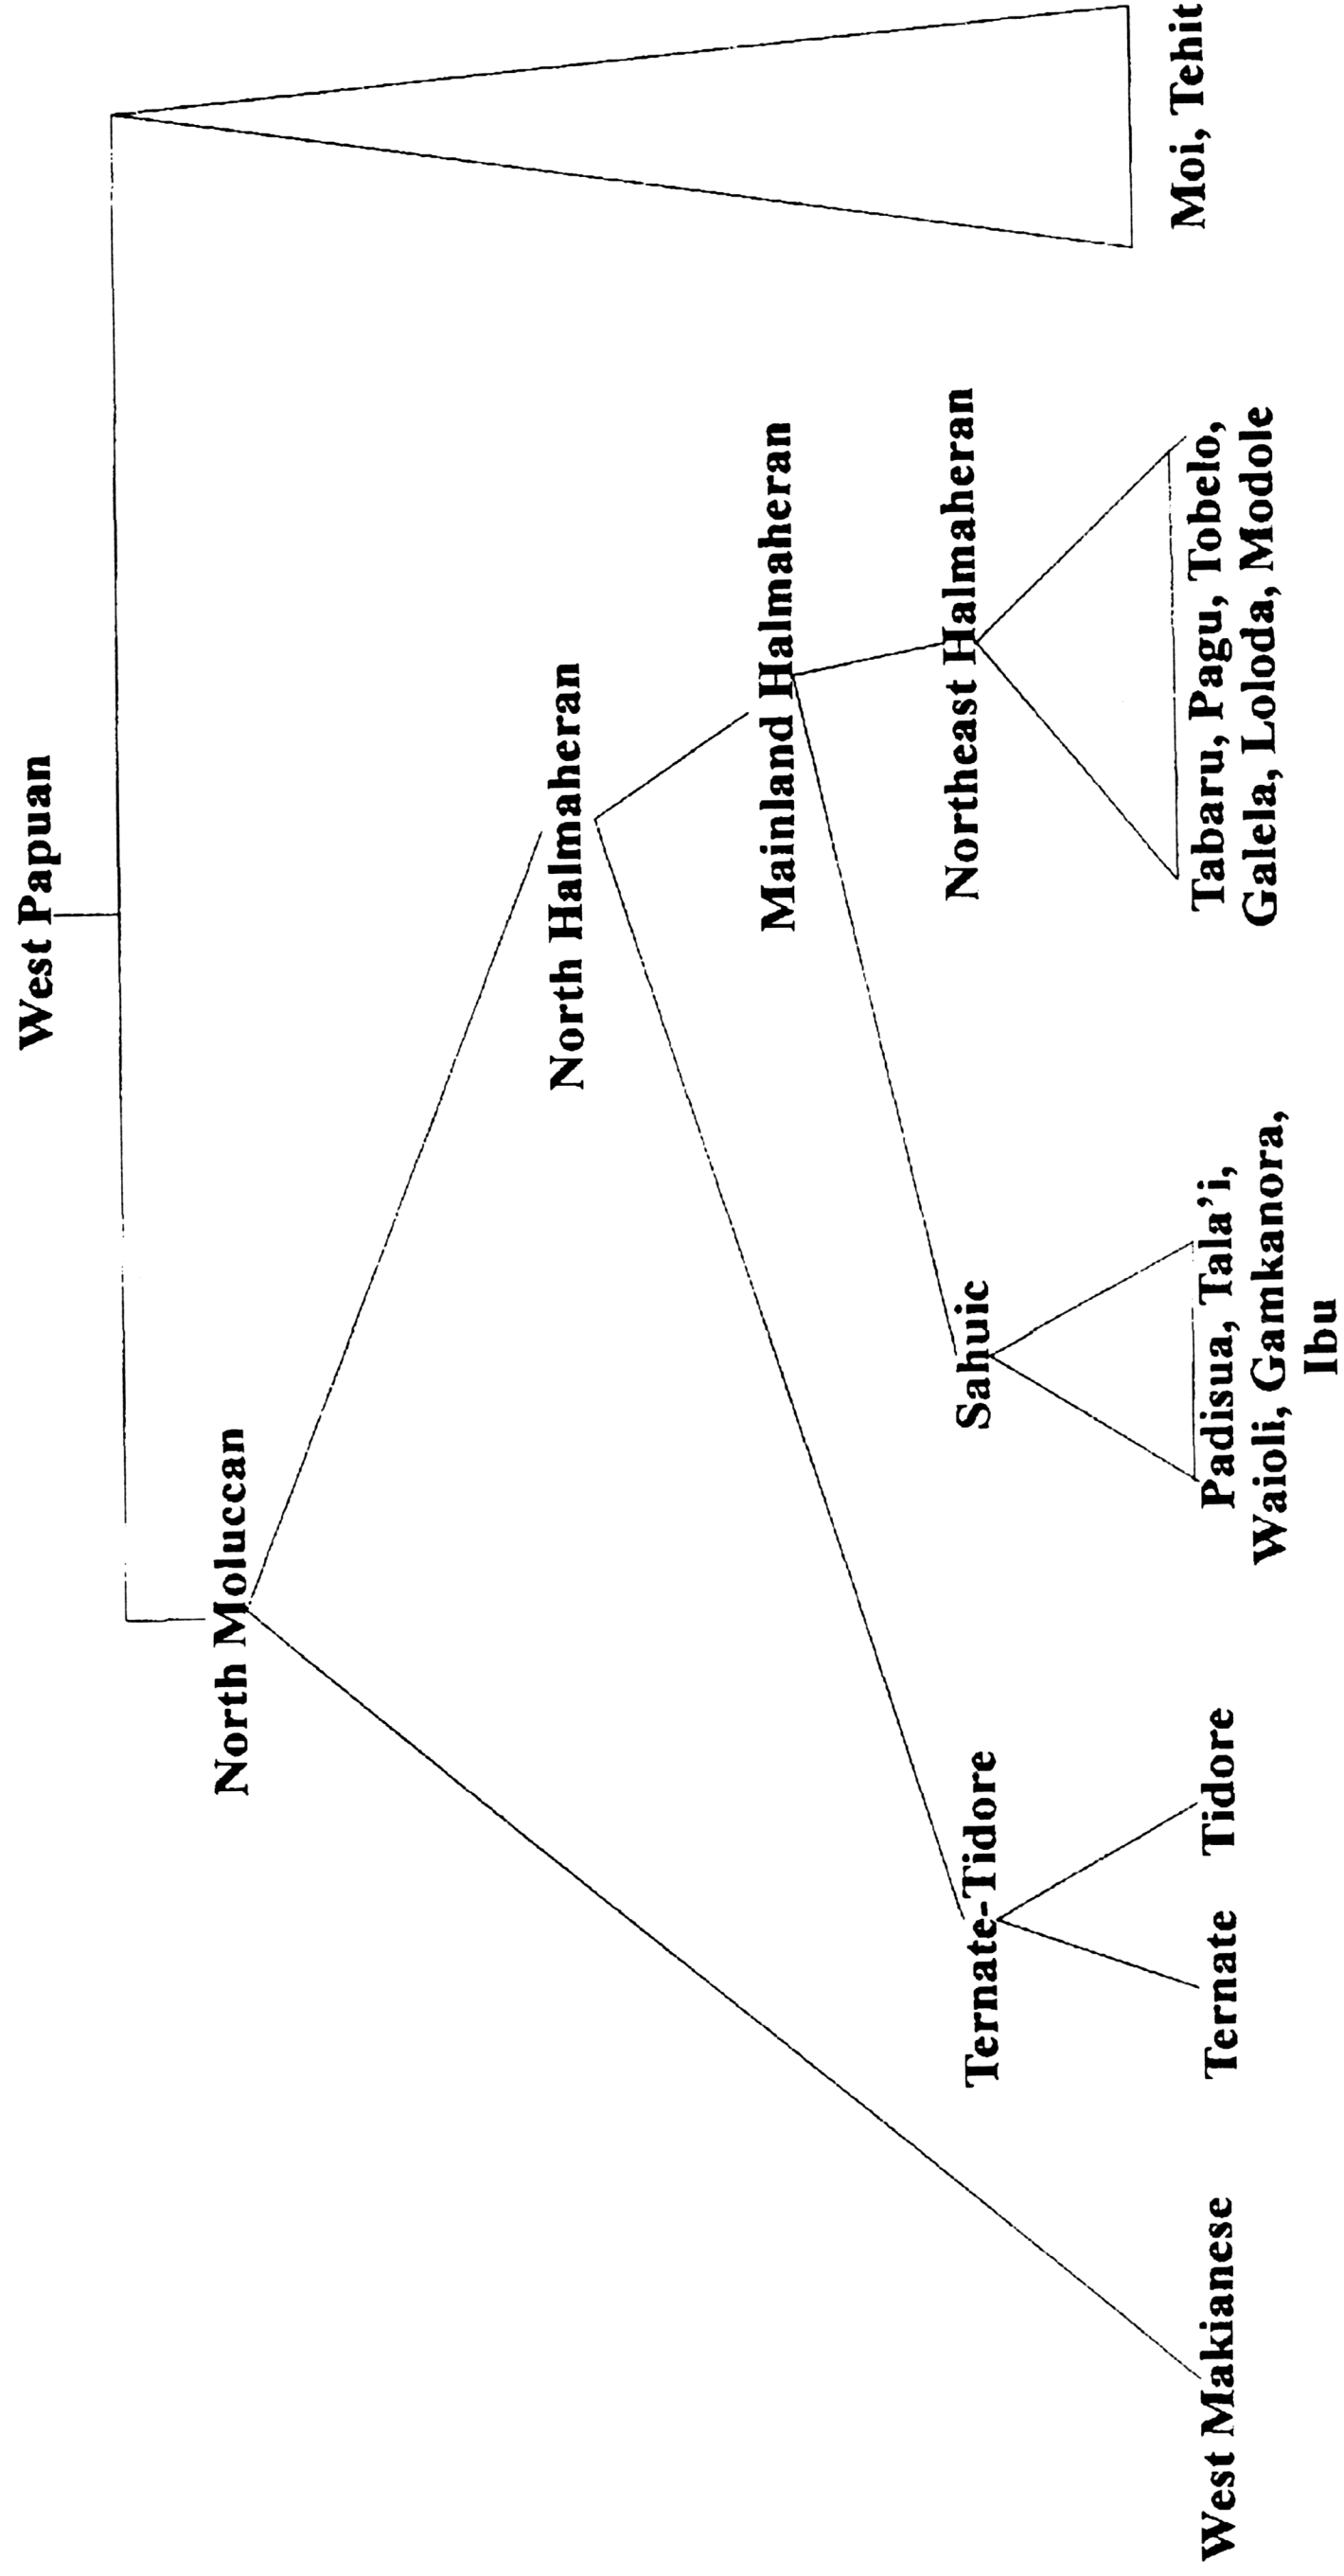 West Papuan
North Moluccan
North Halmaheran
Mainland Halmaheran
Northeast Halmaheran
Sahuic
Ternate-Tidore
West Makianese
Ternate
Tidore
Padisua, Tala'i,
Waioli, Gamkanora,
Ibu
Tabaru, Pagu, Tobelo,
Galela, Loloda, Modole
Moi, Tehit